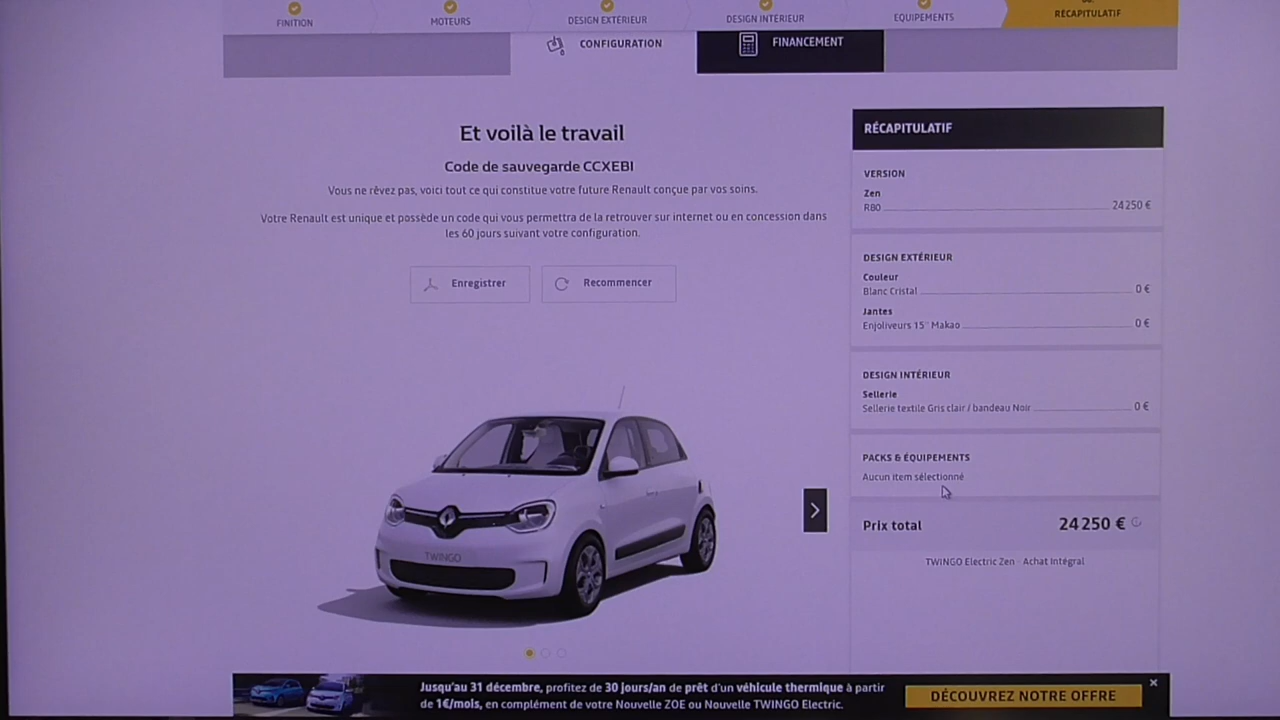 FINITION
MOTEURS
DESIGN EXTÉRIEUR
DESIGN INTÉRIEUR
ÉQUIPEMENTS
RÉCAPITULATIF
CONFIGURATION
FINANCEMENT
Et voilà le travail
Code de sauvegarde CCXEBI
Vous ne rêvez pas, voici tout ce qui constitue votre future Renault conçue par vos soins.
Votre Renault est unique et possède un code qui vous permettra de la retrouver sur internet ou en concession dans
les 60 jours suivant votre configuration.
Enregistrer
Recommencer
TWINGO
RÉCAPITULATIF
VERSION
Zen
R80 24 250 €
DESIGN EXTÉRIEUR
Couleur
Blanc Cristal 0 €
Jantes
Enjoliveurs 15" Makao 0 €
DESIGN INTÉRIEUR
Sellerie
Sellerie textile Gris clair / bandeau Noir 0 €
PACKS & ÉQUIPEMENTS
Aucun item sélectionné
Prix total 24 250 €
TWINGO Electric Zen - Achat Intégral
Jusqu'au 31 décembre, profitez de 30 jours/an de prêt d'un véhicule thermique à partir
de 1€/mois, en complément de votre Nouvelle ZOE ou Nouvelle TWINGO Electric.
DÉCOUVREZ NOTRE OFFRE